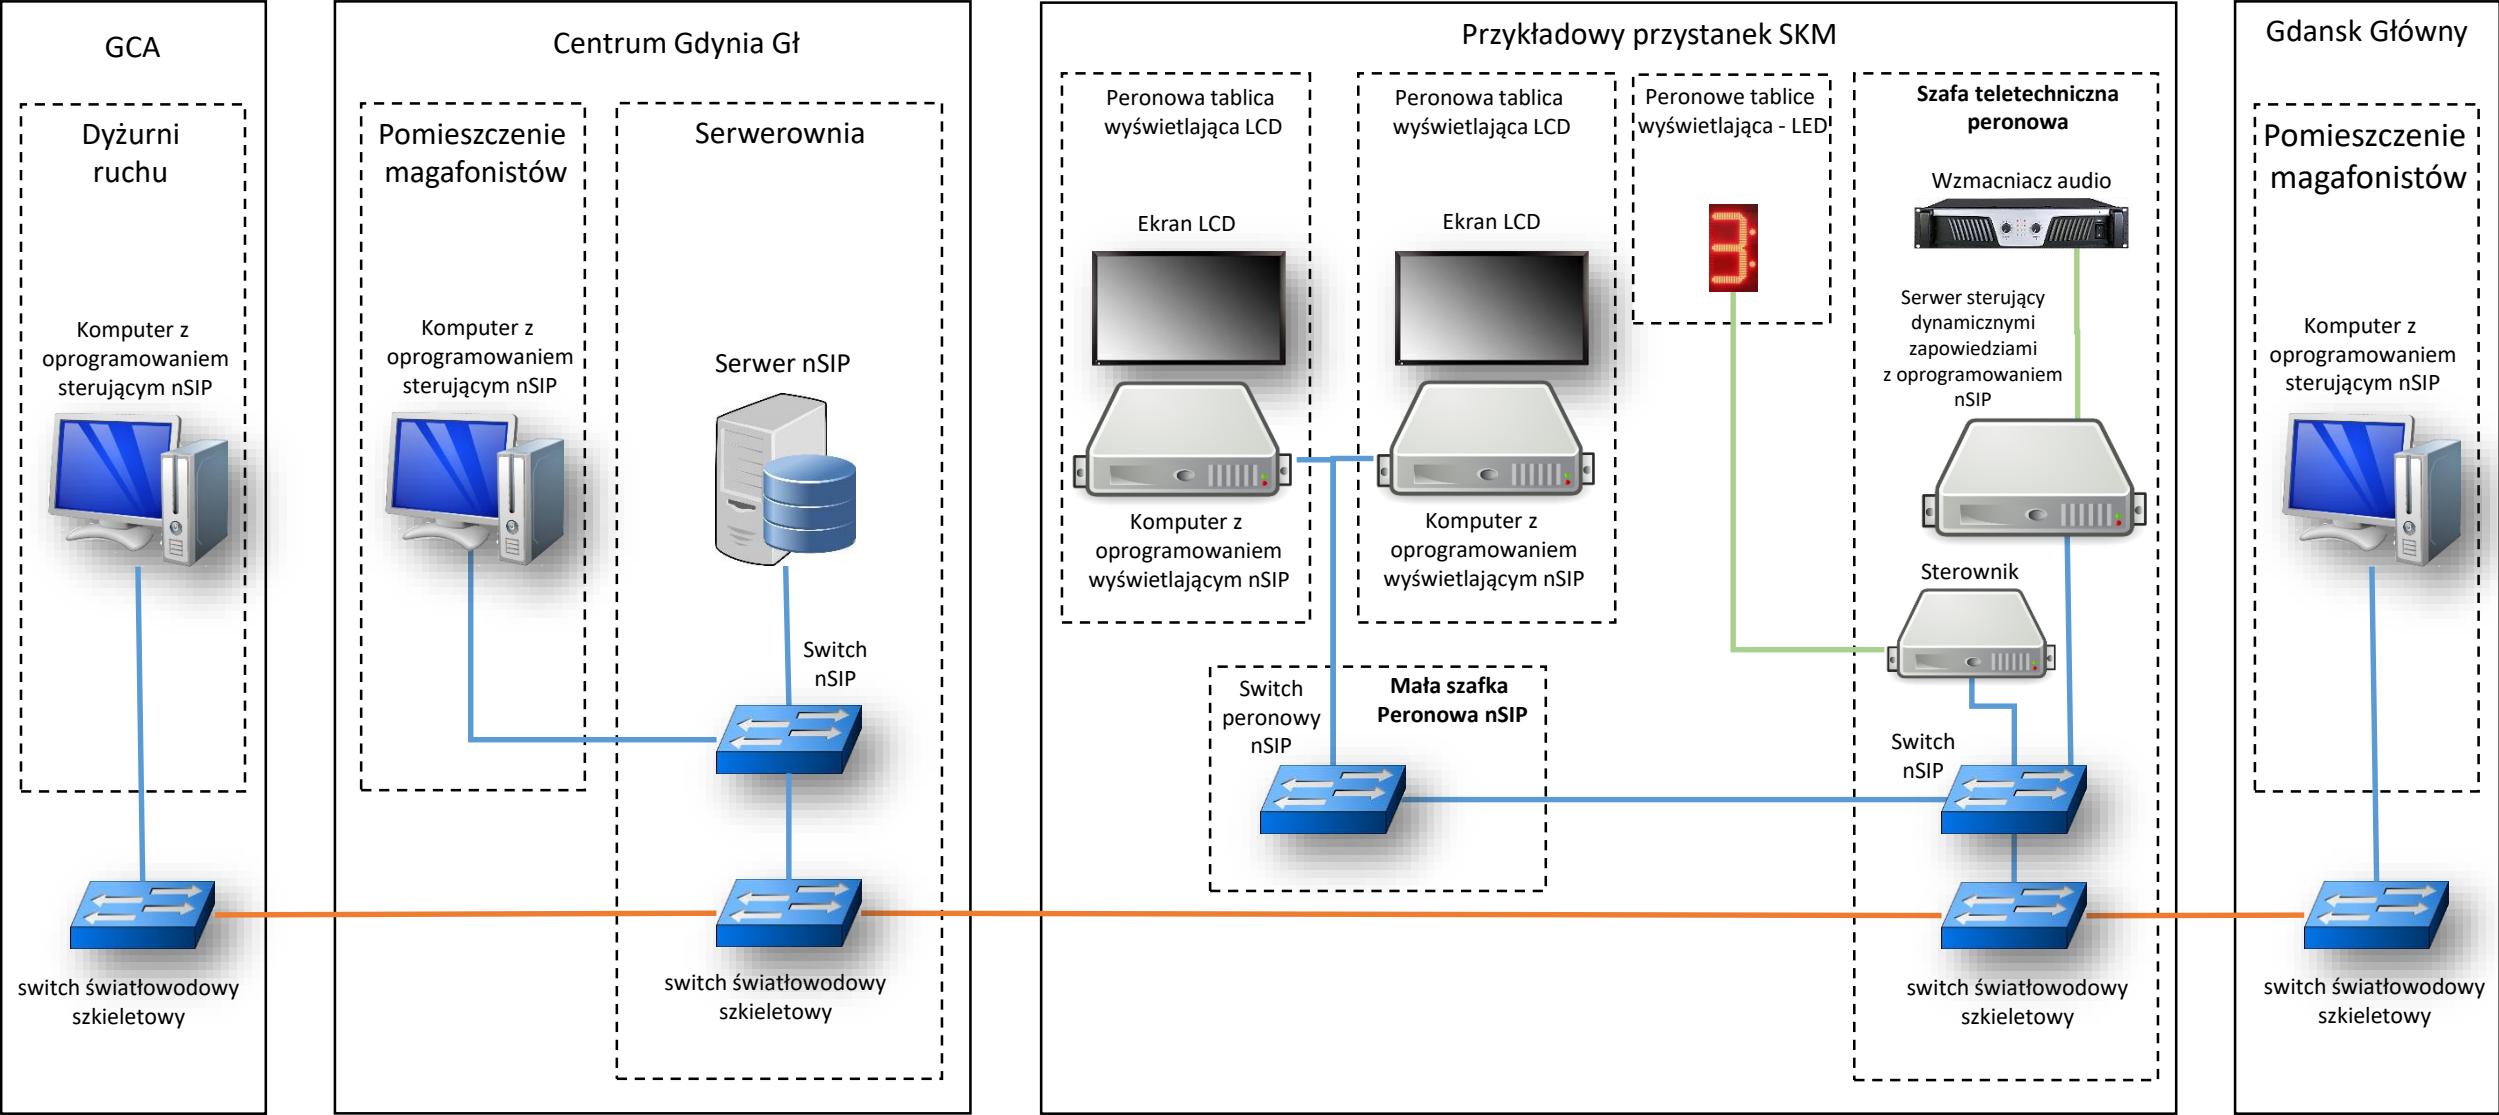 GCA
Dyżurni
ruchu
Komputer z
oprogramowaniem
sterującym nSIP
switch światłowodowy
szkieletowy
Centrum Gdynia Gł
Pomieszczenie
magafonistów
Komputer z
oprogramowaniem
sterującym nSIP
Serwerownia
Serwer nSIP
Switch
nSIP
switch światłowodowy
szkieletowy
Przykładowy przystanek SKM
Peronowa tablica
wyświetlająca LCD
Ekran LCD
Komputer z
oprogramowaniem
wyświetlającym nSIP
Peronowa tablica
wyświetlająca LCD
Ekran LCD
Komputer z
oprogramowaniem
wyświetlającym nSIP
Peronowe tablice
wyświetlająca - LED
3
Switch
peronowy
nSIP
Mała szafka
Peronowa nSIP
Szafa teletechniczna
peronowa
Wzmacniacz audio
Serwer sterujący
dynamicznymi
zapowiedziami
z oprogramowaniem
nSIP
Sterownik
Switch
nSIP
switch światłowodowy
szkieletowy
Gdansk Główny
Pomieszczenie
magafonistów
Komputer z
oprogramowaniem
sterującym nSIP
switch światłowodowy
szkieletowy